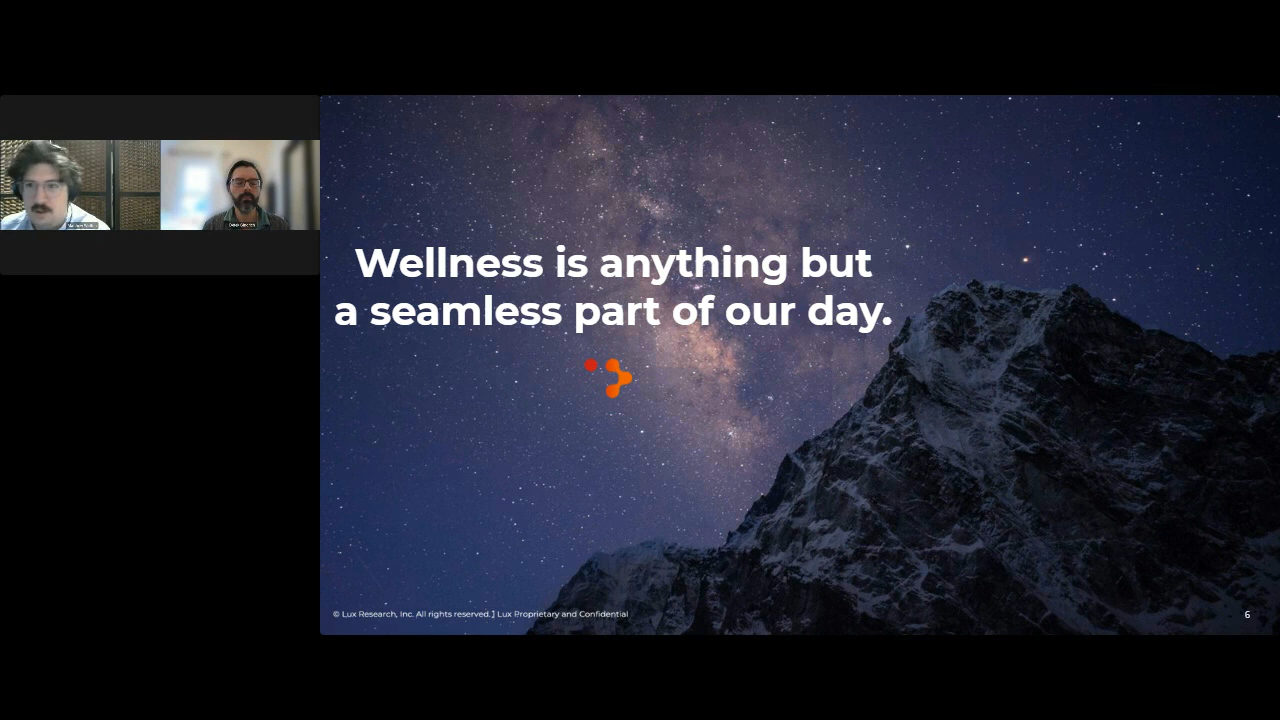 Wellness is anything but
a seamless part of our day.
© Lux Research, Inc. All rights reserved. | Lux Proprietary and Confidential
6